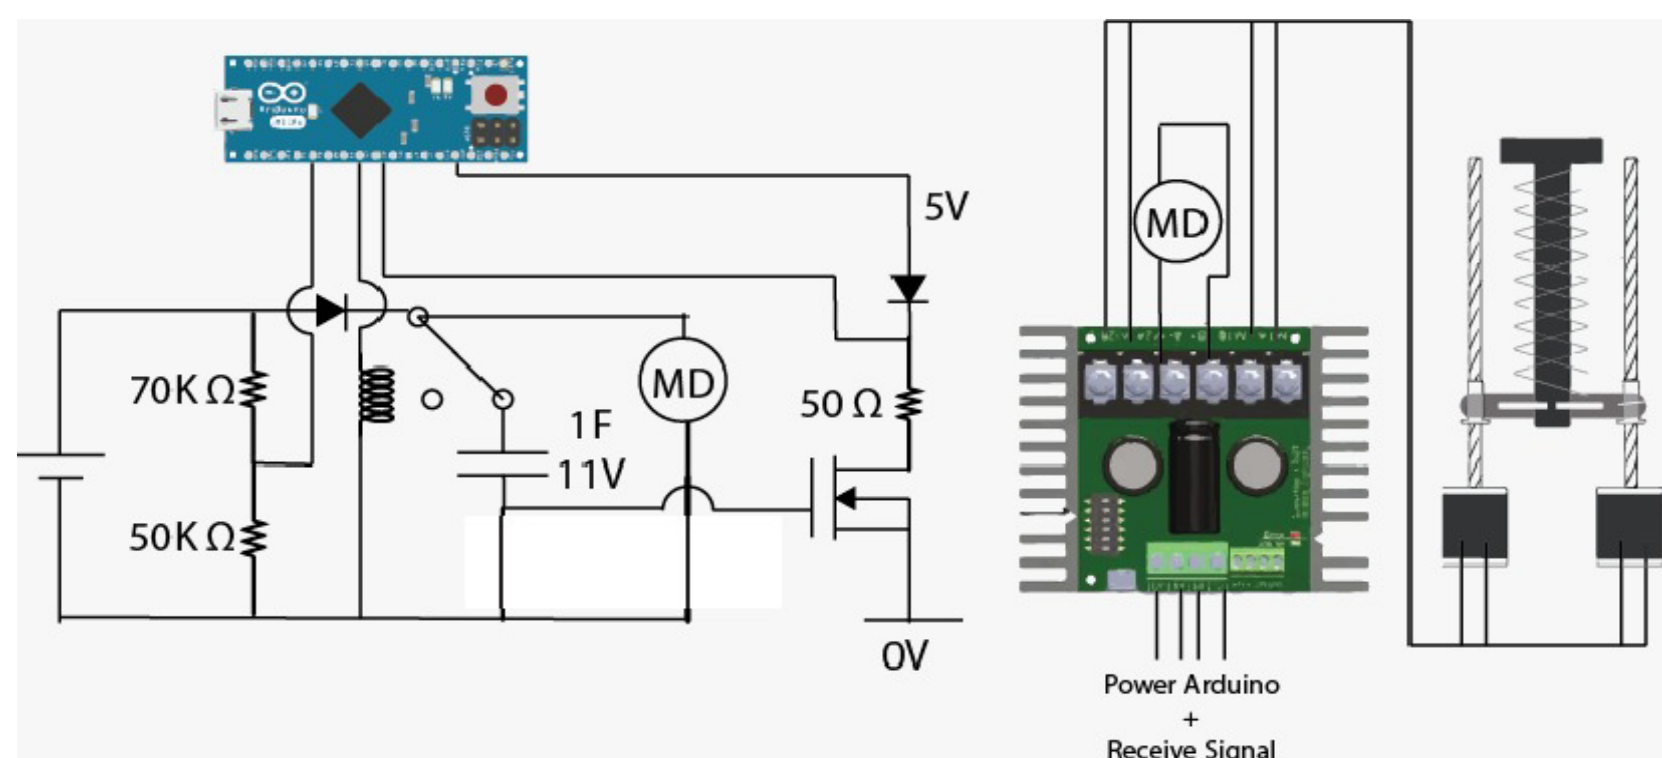 5V
70K Ω
MD
50 Ω
1F
11V
50K Ω
0V
MD
Power Arduino
+
Receive Signal